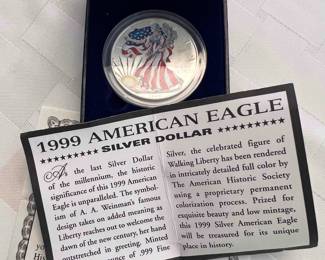 1999 AMERICAN EAGLE
SILVER DOLLAR
As the last Silver Dollar
of the millennium, the historic
significance of this 1999 American
Eagle is unparalleled. The symbol-
ism of A. A. Weinman's famous
design takes on added meaning as
Liberty reaches out to welcome the
dawn of the new century, her hand
outstretched in greeting. Minted
ounce of .999 Fine
Silver, the celebrated figure of
Walking Liberty has been rendered
in intricately detailed full color by
The American Historic Society
using a proprietary permanent
colorization process. Prized for
exquisite beauty and low mintage,
this 1999 Silver American Eagle
will be treasured for its unique
place in history.